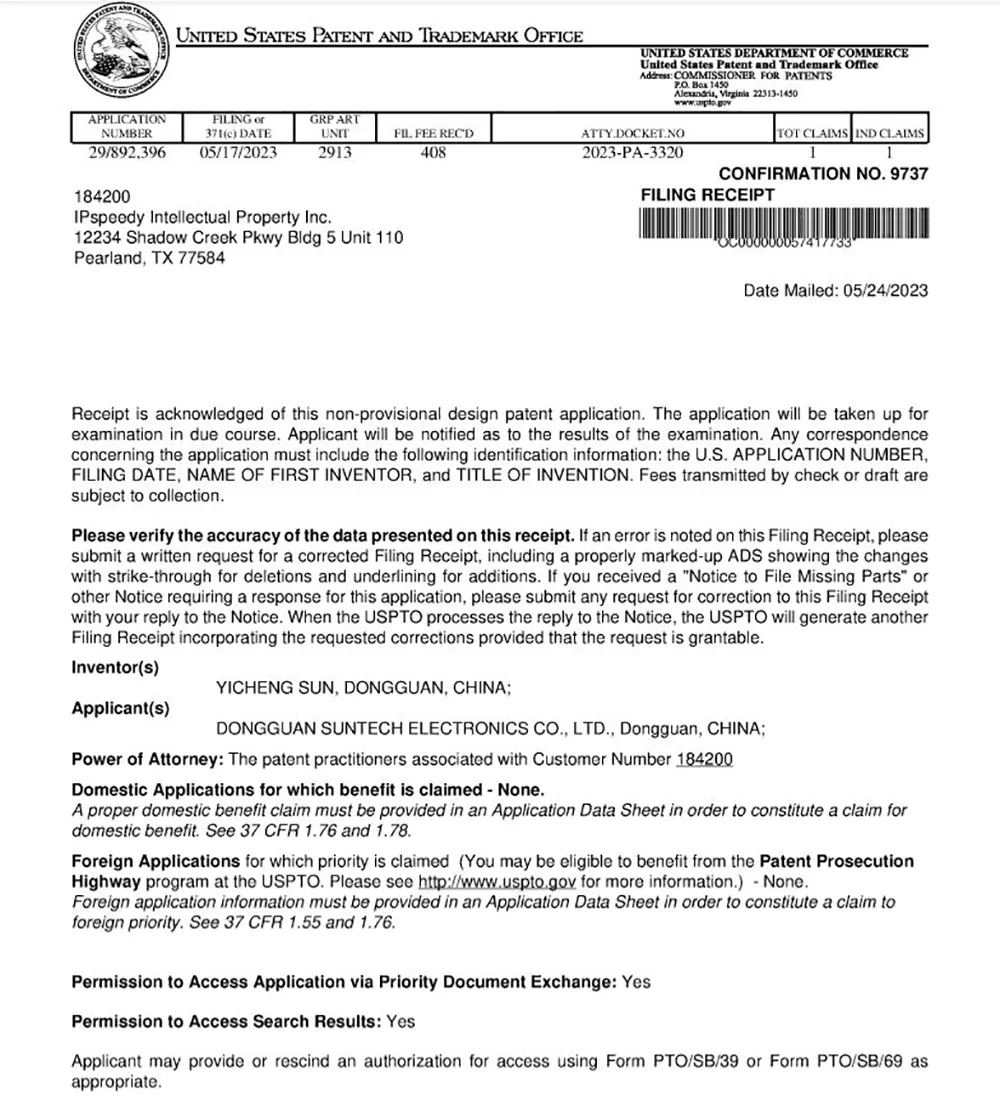 UNITED STATES PATENT AND TRADEMARK OFFICE
UNITED STATES DEPARTMENT OF COMMERCE
United States Patent and Trademark Office
Address: COMMISSIONER FOR PATENTS
P.O. Box 1450
Alexandria, Virginia 22313-1450
www.uspto.gov
APPLICATION NUMBER FILING or 371(c) DATE GRP ART UNIT FIL FEE REC'D ATTY.DOCKET.NO TOT CLAIMS IND CLAIMS
29/892,396 05/17/2023 2913 408 2023-PA-3320 1 1
CONFIRMATION NO. 9737
184200
FILING RECEIPT
IPspeedy Intellectual Property Inc.
12234 Shadow Creek Pkwy Bldg 5 Unit 110
Pearland, TX 77584
*OC000000057417733*
Date Mailed: 05/24/2023
Receipt is acknowledged of this non-provisional design patent application. The application will be taken up for
examination in due course. Applicant will be notified as to the results of the examination. Any correspondence
concerning the application must include the following identification information: the U.S. APPLICATION NUMBER,
FILING DATE, NAME OF FIRST INVENTOR, and TITLE OF INVENTION. Fees transmitted by check or draft are
subject to collection.
Please verify the accuracy of the data presented on this receipt. If an error is noted on this Filing Receipt, please
submit a written request for a corrected Filing Receipt, including a properly marked-up ADS showing the changes
with strike-through for deletions and underlining for additions. If you received a "Notice to File Missing Parts" or
other Notice requiring a response for this application, please submit any request for correction to this Filing Receipt
with your reply to the Notice. When the USPTO processes the reply to the Notice, the USPTO will generate another
Filing Receipt incorporating the requested corrections provided that the request is grantable.
Inventor(s)
YICHENG SUN, DONGGUAN, CHINA;
Applicant(s)
DONGGUAN SUNTECH ELECTRONICS CO., LTD., Dongguan, CHINA;
Power of Attorney: The patent practitioners associated with Customer Number 184200
Domestic Applications for which benefit is claimed - None.
A proper domestic benefit claim must be provided in an Application Data Sheet in order to constitute a claim for
domestic benefit. See 37 CFR 1.76 and 1.78.
Foreign Applications for which priority is claimed (You may be eligible to benefit from the Patent Prosecution
Highway program at the USPTO. Please see http://www.uspto.gov for more information.) - None.
Foreign application information must be provided in an Application Data Sheet in order to constitute a claim to
foreign priority. See 37 CFR 1.55 and 1.76.
Permission to Access Application via Priority Document Exchange: Yes
Permission to Access Search Results: Yes
Applicant may provide or rescind an authorization for access using Form PTO/SB/39 or Form PTO/SB/69 as
appropriate.